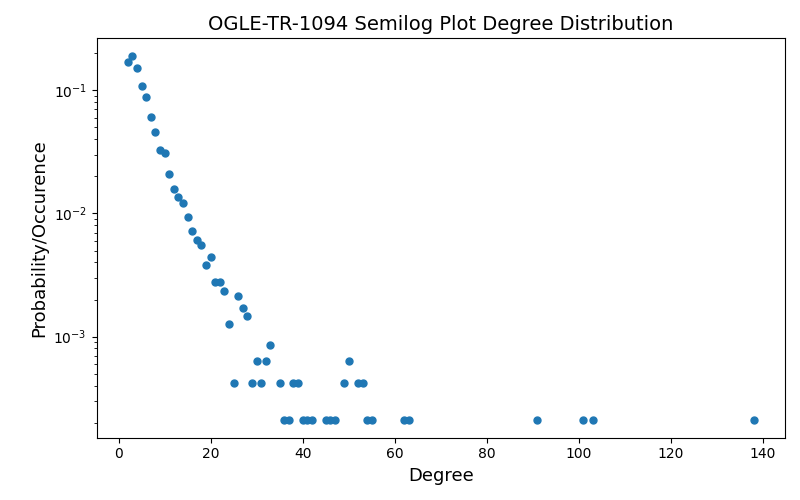 OGLE-TR-1094 Semilog Plot Degree Distribution
Probability/Occurence
10⁻¹
10⁻²
10⁻³
0 20 40 60 80 100 120 140
Degree